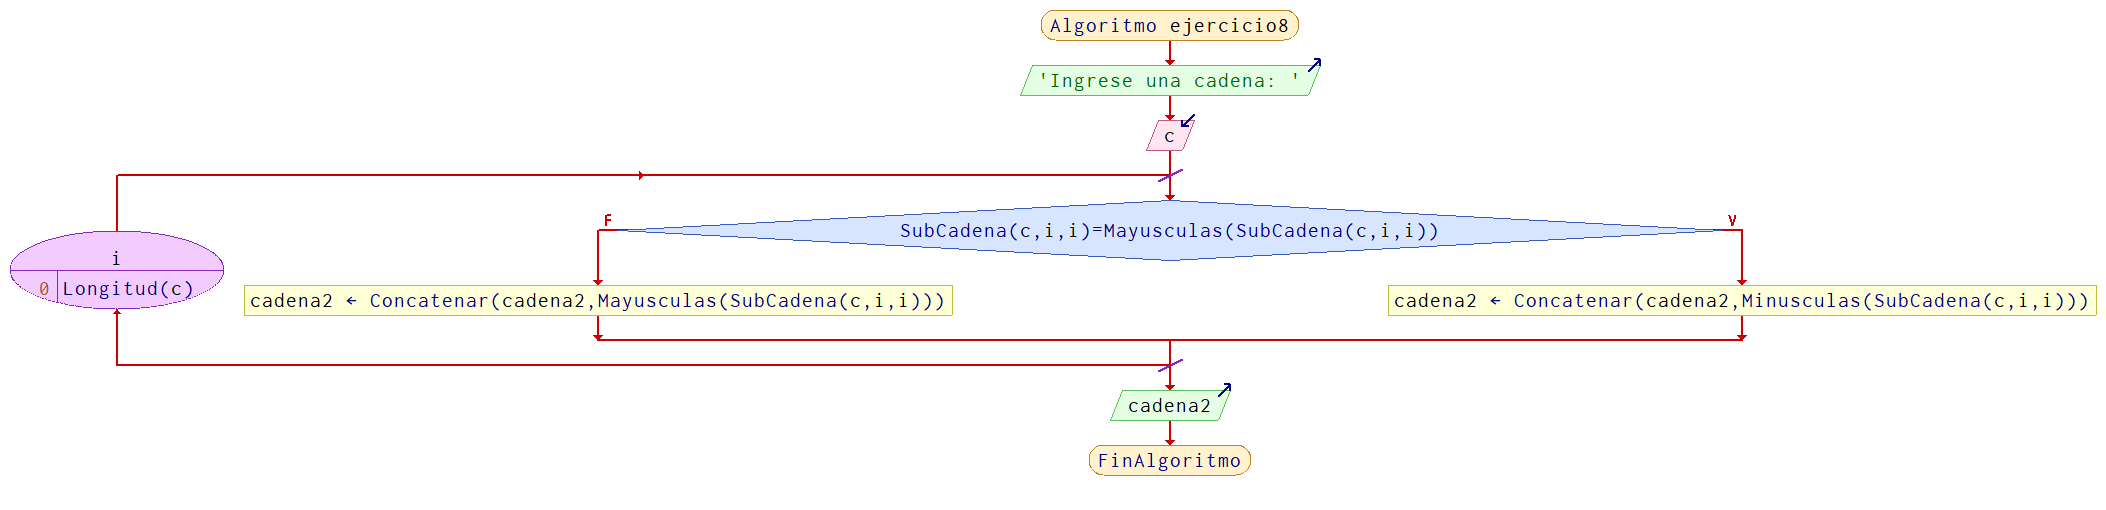 Algoritmo ejercicio8
'Ingrese una cadena: '
c
F
V
SubCadena(c,i,i)=Mayusculas(SubCadena(c,i,i))
i
0 Longitud(c)
cadena2 ← Concatenar(cadena2,Mayusculas(SubCadena(c,i,i)))
cadena2 ← Concatenar(cadena2,Minusculas(SubCadena(c,i,i)))
cadena2
FinAlgoritmo